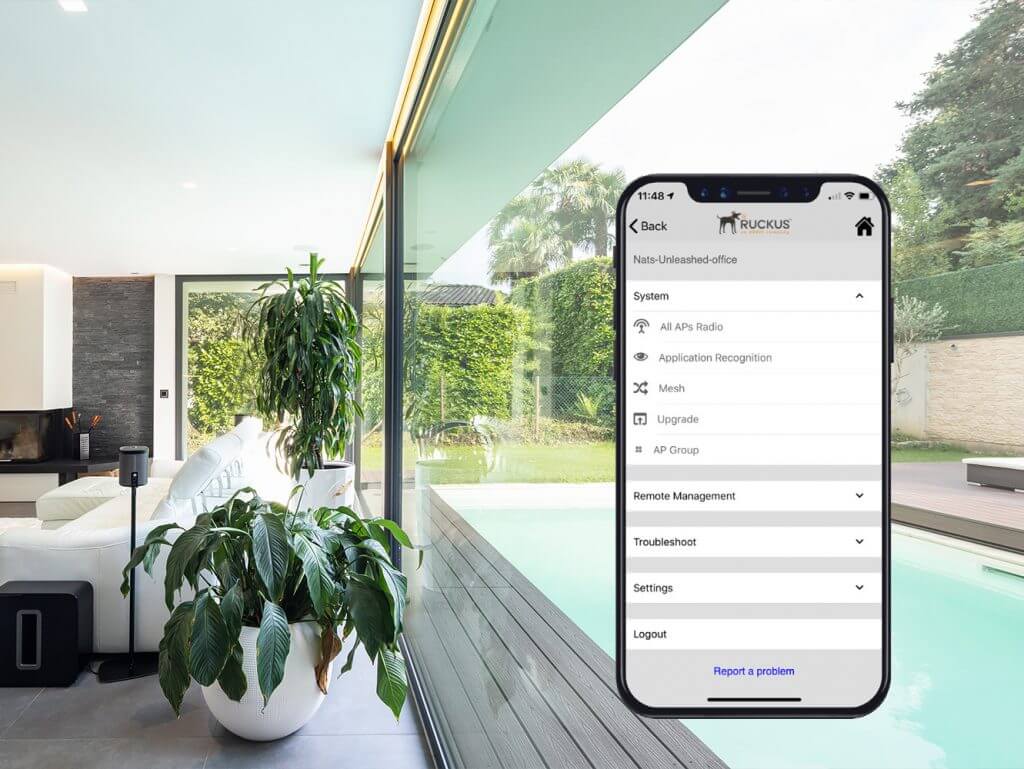 11:48
Back
RUCKUS
Nats-Unleashed-office
System
All APs Radio
Application Recognition
Mesh
Upgrade
AP Group
Remote Management
Troubleshoot
Settings
Logout
Report a problem